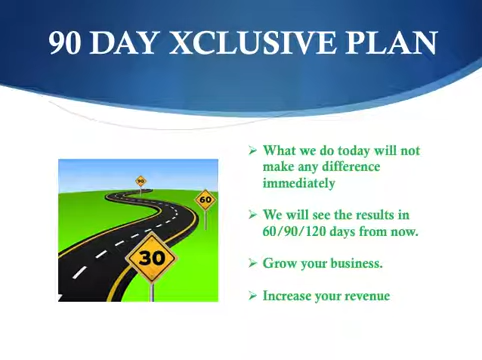 90 DAY XCLUSIVE PLAN
What we do today will not
make any difference
immediately
We will see the results in
60/90/120 days from now.
Grow your business.
Increase your revenue
90
60
30